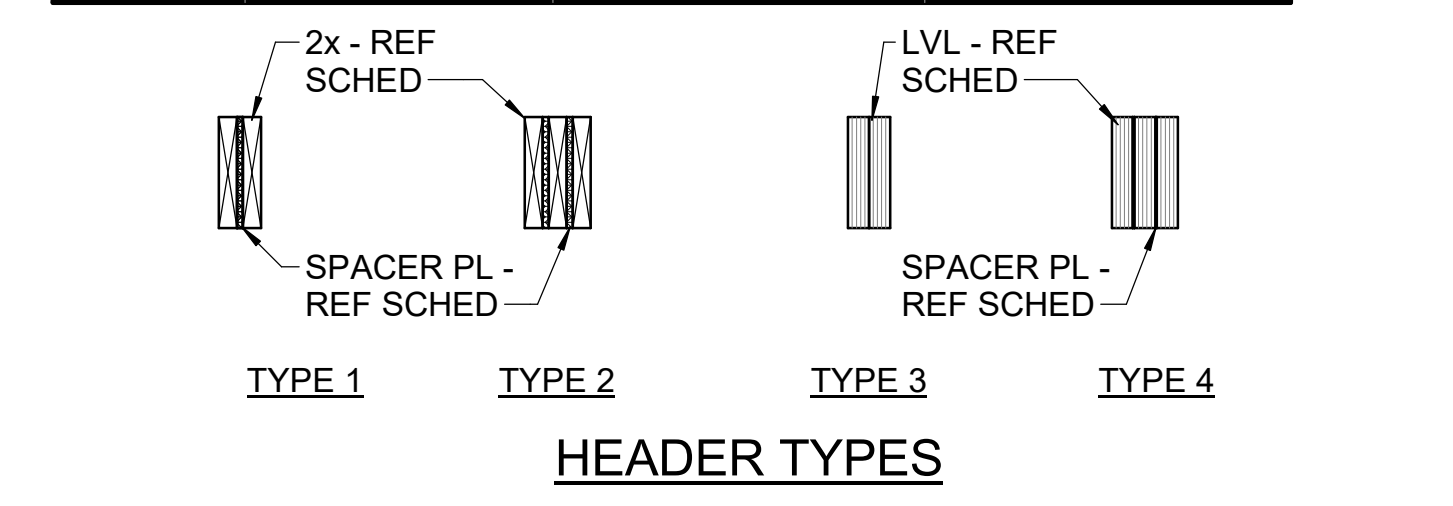 2x - REF
SCHED
LVL - REF
SCHED
SPACER PL -
REF SCHED
SPACER PL -
REF SCHED
TYPE 1
TYPE 2
TYPE 3
TYPE 4
HEADER TYPES